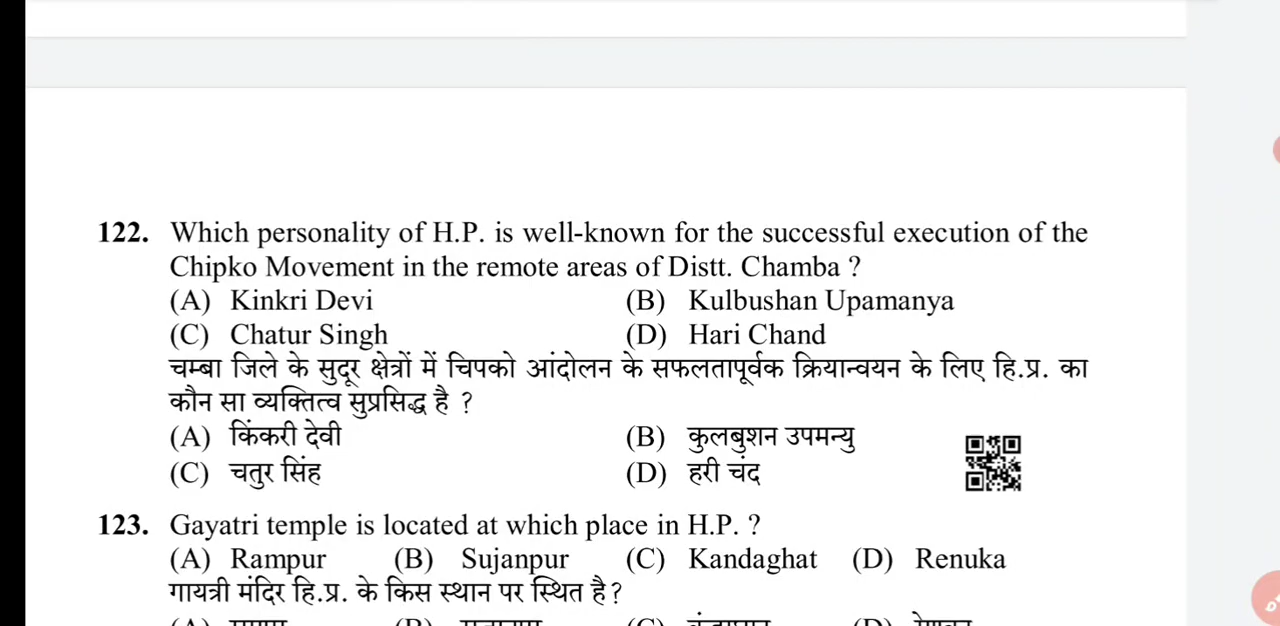 122. Which personality of H.P. is well-known for the successful execution of the
Chipko Movement in the remote areas of Distt. Chamba ?
(A) Kinkri Devi (B) Kulbushan Upamanya
(C) Chatur Singh (D) Hari Chand
चम्बा जिले के सुदूर क्षेत्रों में चिपको आंदोलन के सफलतापूर्वक क्रियान्वयन के लिए हि.प्र. का
कौन सा व्यक्तित्व सुप्रसिद्ध है ?
(A) किंकरी देवी (B) कुलबुशन उपमन्यु
(C) चतुर सिंह (D) हरी चंद
123. Gayatri temple is located at which place in H.P. ?
(A) Rampur (B) Sujanpur (C) Kandaghat (D) Renuka
गायत्री मंदिर हि.प्र. के किस स्थान पर स्थित है?